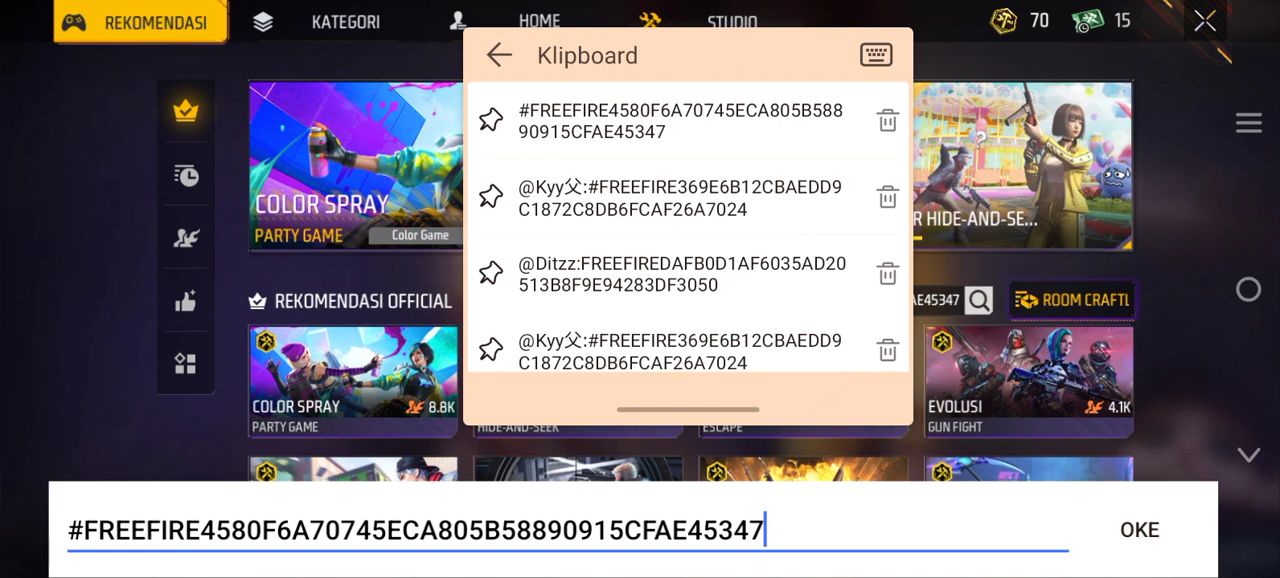 REKOMENDASI
KATEGORI
HOME
STUDIO
70
15
Klipboard
#FREEFIRE4580F6A70745ECA805B588
90915CFAE45347
@Kyy父:#FREEFIRE369E6B12CBAEDD9
C1872C8DB6FCAF26A7024
@Ditzz:FREEFIREDAFB0D1AF6035AD20
513B8F9E94283DF3050
@Kyy父:#FREEFIRE369E6B12CBAEDD9
C1872C8DB6FCAF26A7024
COLOR SPRAY
PARTY GAME
Color Game
R HIDE-AND-SE...
REKOMENDASI OFFICIAL
AE45347
ROOM CRAFTL
COLOR SPRAY
8.8K
PARTY GAME
HIDE-AND-SEEK
ESCAPE
EVOLUSI
4.1K
GUN FIGHT
#FREEFIRE4580F6A70745ECA805B58890915CFAE45347
OKE